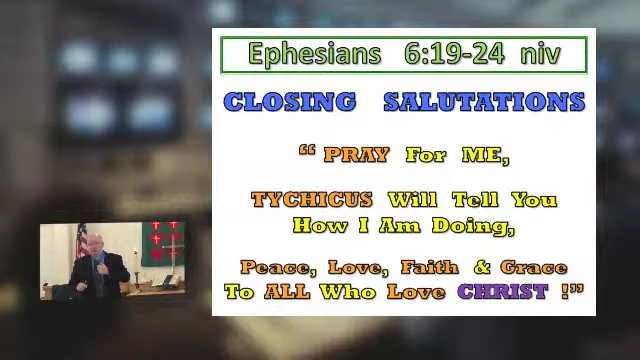 Ephesians 6:19-24 niv
CLOSING SALUTATIONS
“ PRAY For ME,
TYCHICUS Will Tell You
How I Am Doing,
Peace, Love, Faith & Grace
To ALL Who Love CHRIST !”